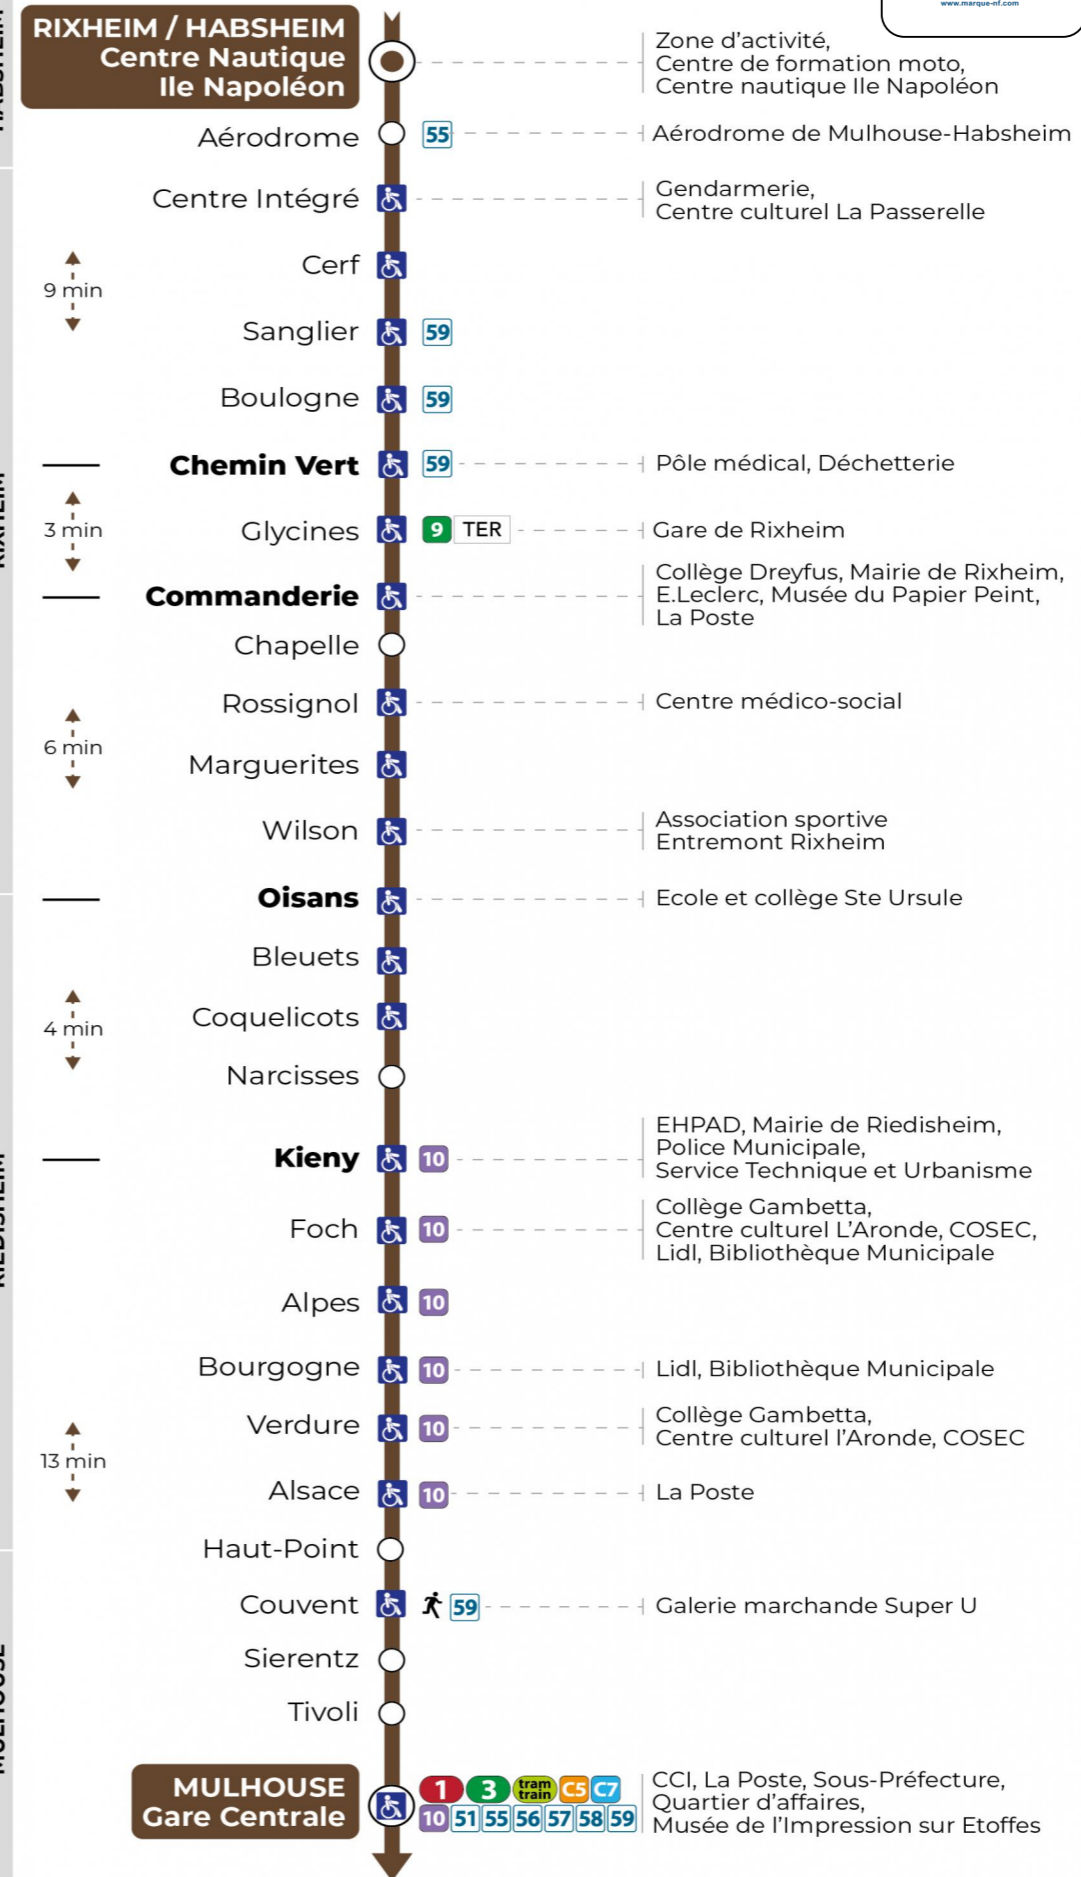 www.marque-nf.com
RIXHEIM / HABSHEIM
Centre Nautique
Ile Napoléon
Zone d'activité,
Centre de formation moto,
Centre nautique Ile Napoléon
Aérodrome 55 Aérodrome de Mulhouse-Habsheim
Centre Intégré
Gendarmerie,
Centre culturel La Passerelle
Cerf
9 min
Sanglier 59
Boulogne 59
Chemin Vert 59 Pôle médical, Déchetterie
3 min
Glycines 9 TER Gare de Rixheim
Commanderie
Collège Dreyfus, Mairie de Rixheim,
E.Leclerc, Musée du Papier Peint,
La Poste
Chapelle
Rossignol Centre médico-social
6 min
Marguerites
Wilson
Association sportive
Entremont Rixheim
Oisans Ecole et collège Ste Ursule
Bleuets
Coquelicots
4 min
Narcisses
Kieny 10
EHPAD, Mairie de Riedisheim,
Police Municipale,
Service Technique et Urbanisme
Foch 10
Collège Gambetta,
Centre culturel L'Aronde, COSEC,
Lidl, Bibliothèque Municipale
Alpes 10
Bourgogne 10 Lidl, Bibliothèque Municipale
Verdure 10
Collège Gambetta,
Centre culturel l'Aronde, COSEC
13 min
Alsace 10 La Poste
Haut-Point
Couvent 59 Galerie marchande Super U
Sierentz
Tivoli
MULHOUSE
Gare Centrale
1 3 tram train C5 C7
10 51 55 56 57 58 59
CCI, La Poste, Sous-Préfecture,
Quartier d'affaires,
Musée de l'Impression sur Etoffes